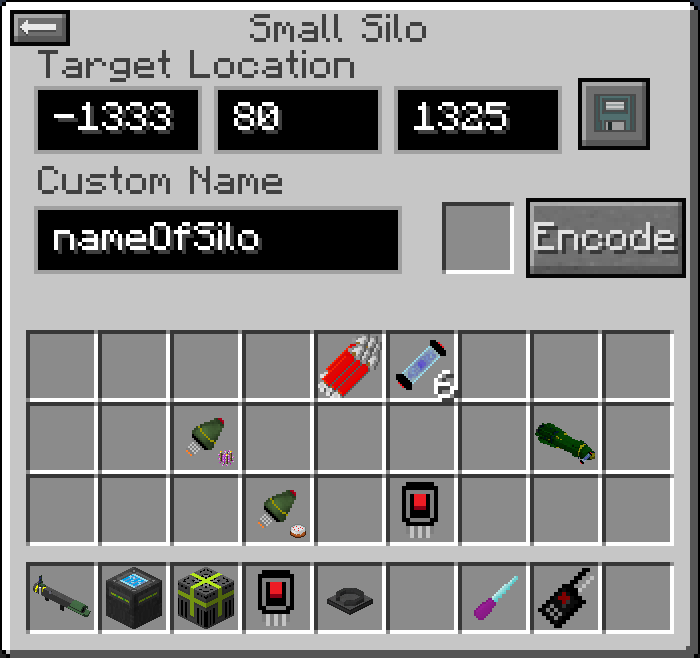 Small Silo
Target Location
-1333 80 1325
Custom Name
nameOfSilo Encode
6